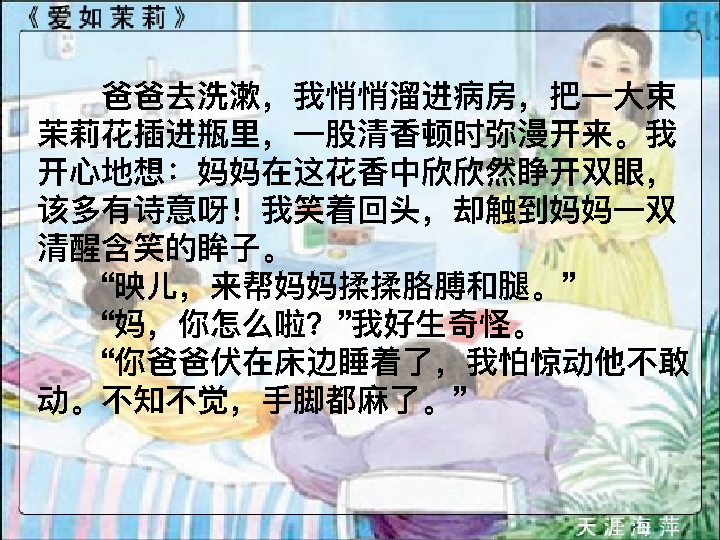 《爱如茉莉》
爸爸去洗漱，我悄悄溜进病房，把一大束
茉莉花插进瓶里，一股清香顿时弥漫开来。我
开心地想：妈妈在这花香中欣欣然睁开双眼，
该多有诗意呀！我笑着回头，却触到妈妈一双
清醒含笑的眸子。
“映儿，来帮妈妈揉揉胳膊和腿。”
“妈，你怎么啦？”我好生奇怪。
“你爸爸伏在床边睡着了，我怕惊动他不敢
动。不知不觉，手脚都麻了。”
天涯海萍